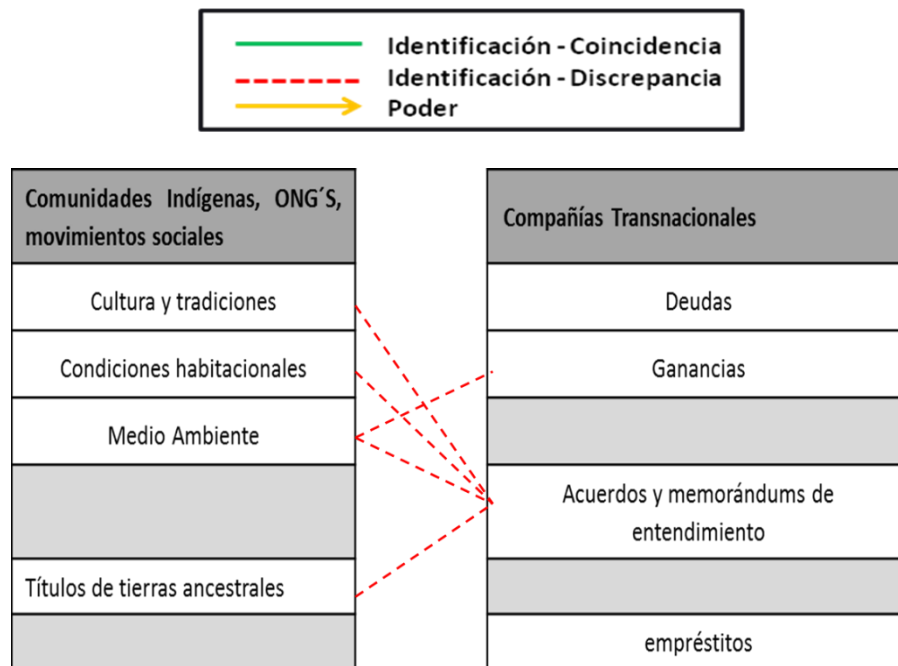 Identificación - Coincidencia
Identificación - Discrepancia
Poder
Comunidades Indígenas, ONG´S,
movimientos sociales
Cultura y tradiciones
Condiciones habitacionales
Medio Ambiente
Títulos de tierras ancestrales
Compañías Transnacionales
Deudas
Ganancias
Acuerdos y memorándums de
entendimiento
empréstitos